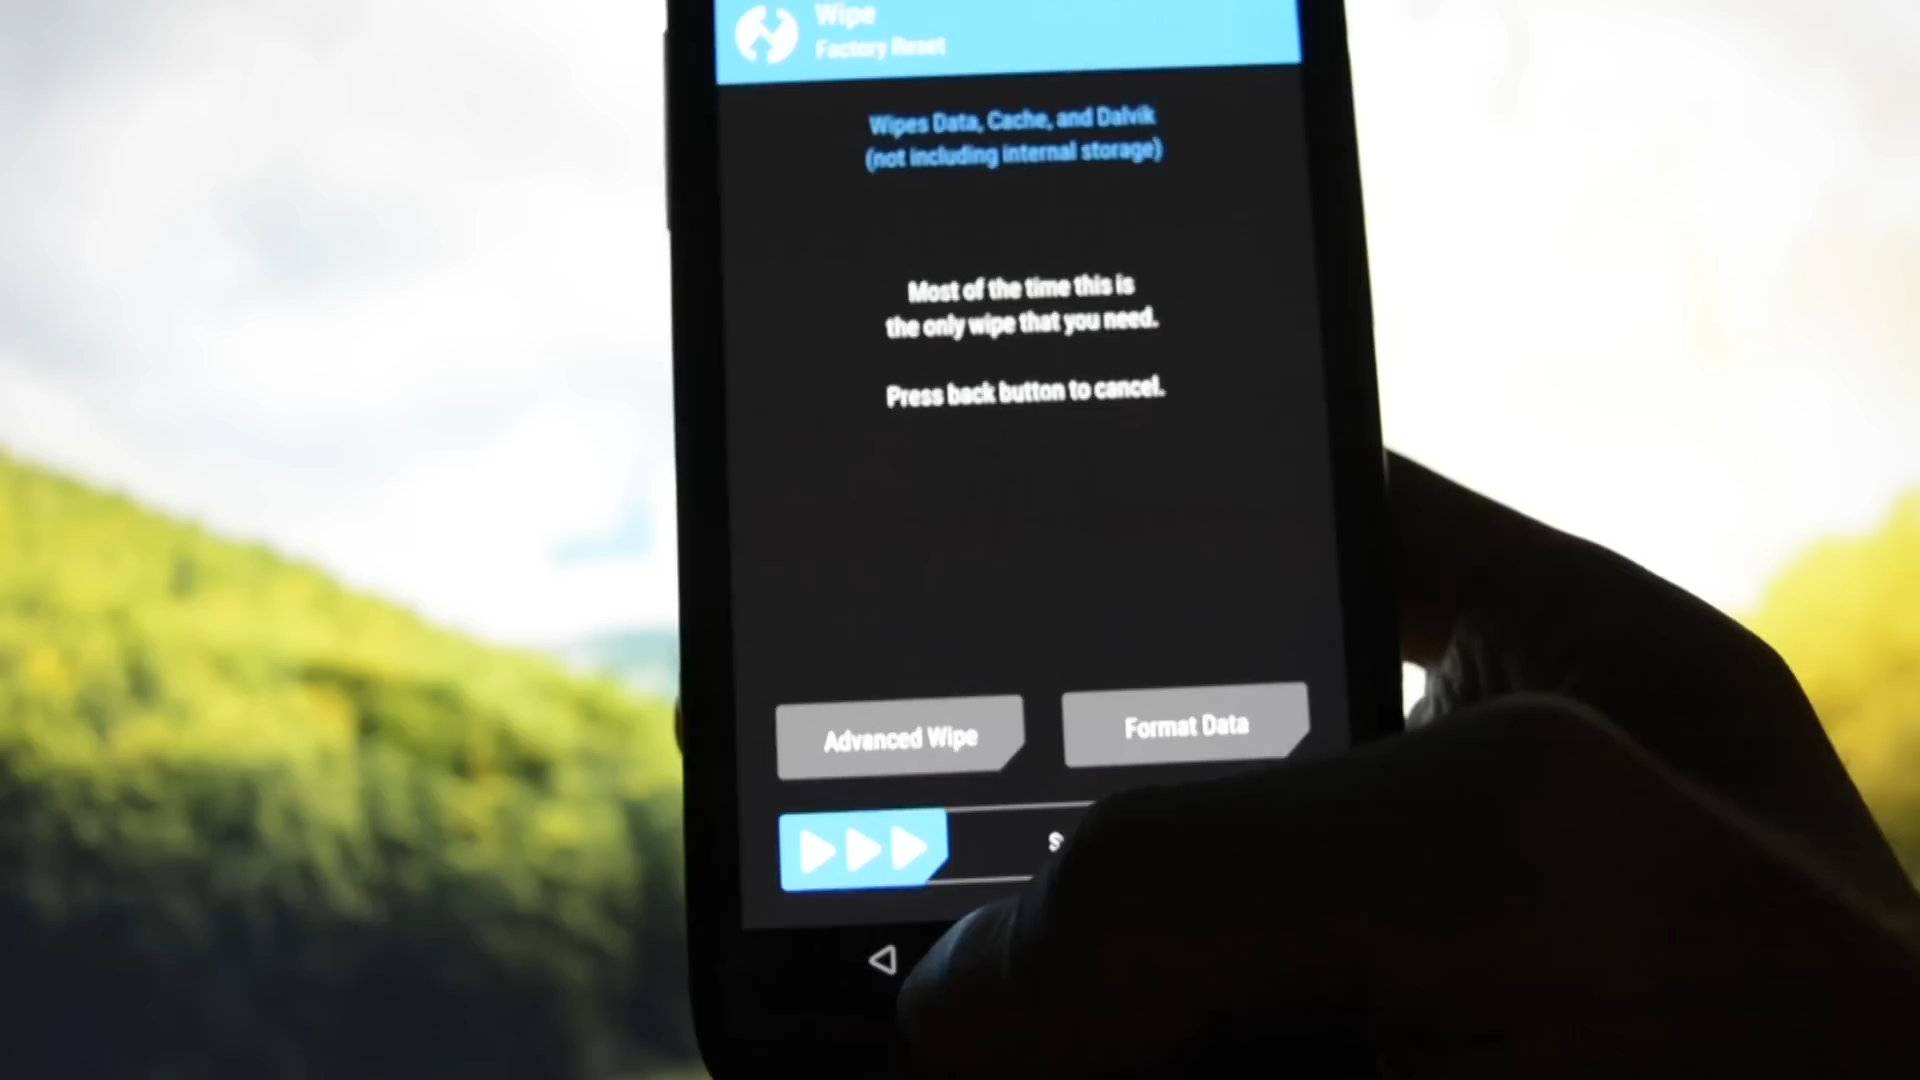 Wipe
Factory Reset
Wipes Data, Cache, and Dalvik
(not including internal storage)
Most of the time this is
the only wipe that you need.
Press back button to cancel.
Advanced Wipe
Format Data